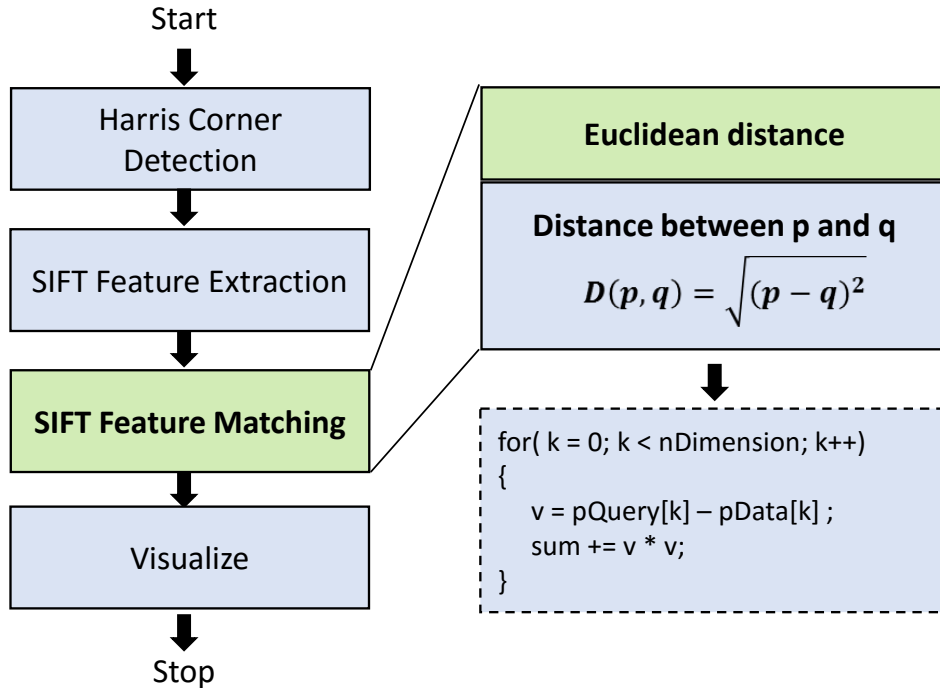 Start
Harris Corner
Detection
SIFT Feature Extraction
SIFT Feature Matching
Visualize
Stop
Euclidean distance
Distance between p and q
D(p, q) = √(p − q)²
for( k = 0; k < nDimension; k++)
{
v = pQuery[k] – pData[k] ;
sum += v * v;
}